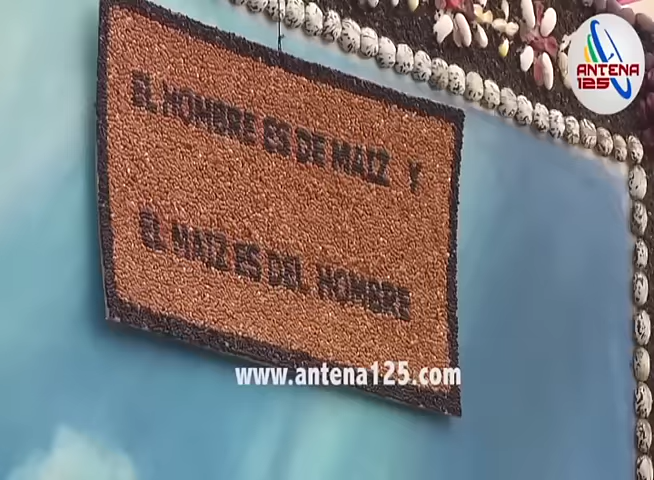 ANTENA
125
EL HOMBRE ES DE MAIZ Y
EL MAIZ ES DEL HOMBRE
www.antena125.com